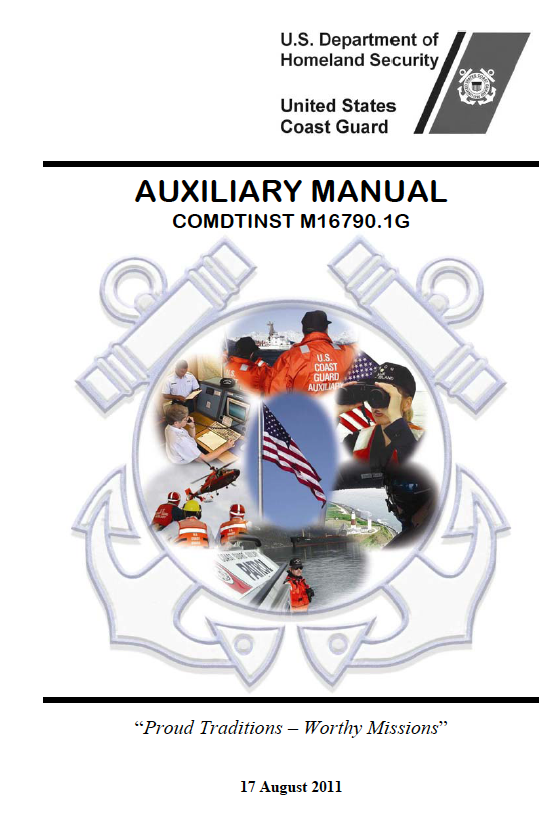 U.S. Department of
Homeland Security
United States
Coast Guard
AUXILIARY MANUAL
COMDTINST M16790.1G
U.S.
COAST
GUARD
AUXILIARY
PATROL
“Proud Traditions – Worthy Missions”
17 August 2011